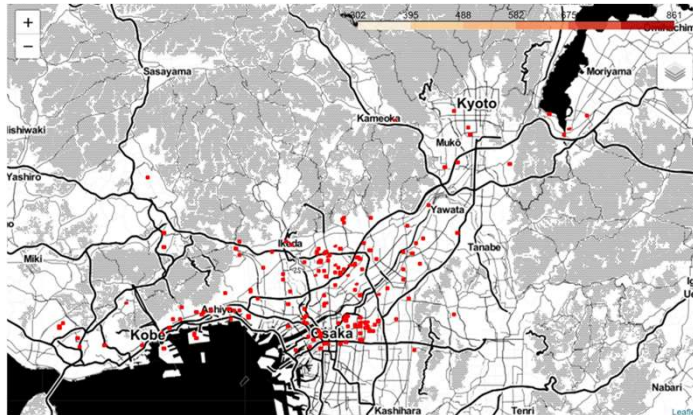 +
302 395 488 582 675 861
−
Moriyama
Sasayama
Kyoto
Kameoka
Mukō
Yashiro
Yawata
Ikeda
Tanabe
Miki
Ashiya
Kobe
Osaka
Nabari
Kashihara
Tenri